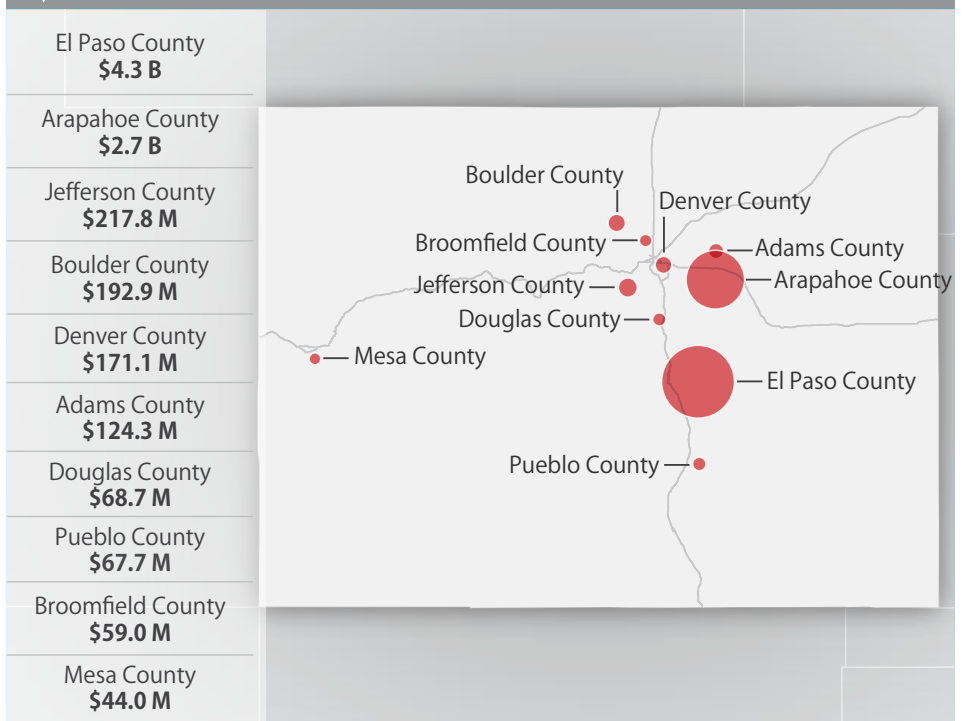 El Paso County
$4.3 B
Arapahoe County
$2.7 B
Jefferson County
$217.8 M
Boulder County
$192.9 M
Denver County
$171.1 M
Adams County
$124.3 M
Douglas County
$68.7 M
Pueblo County
$67.7 M
Broomfield County
$59.0 M
Mesa County
$44.0 M
Boulder County
Denver County
Broomfield County
Adams County
Jefferson County
Arapahoe County
Douglas County
Mesa County
El Paso County
Pueblo County